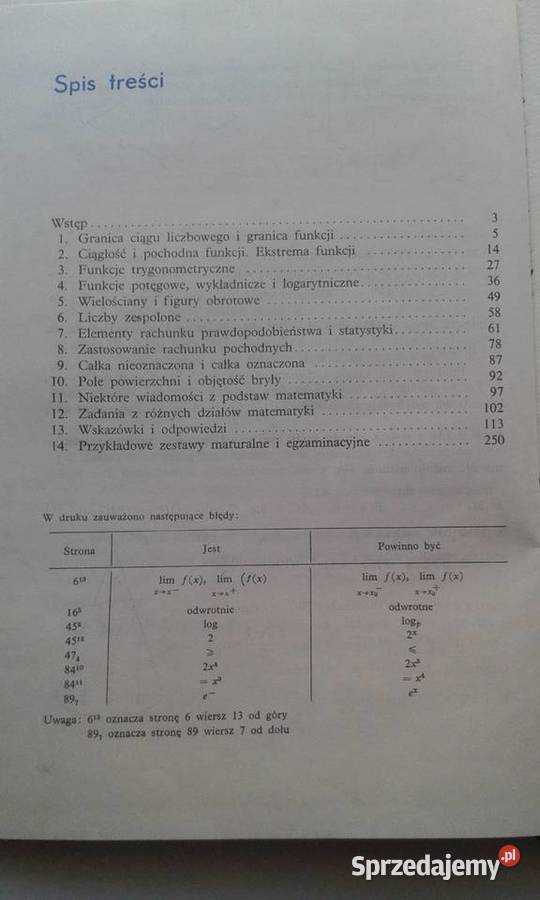 Spis treści
Wstęp ........ 3
1. Granica ciągu liczbowego i granica funkcji ........ 5
2. Ciągłość i pochodna funkcji. Ekstrema funkcji ........ 14
3. Funkcje trygonometryczne ........ 27
4. Funkcje potęgowe, wykładnicze i logarytmiczne ........ 36
5. Wielościany i figury obrotowe ........ 49
6. Liczby zespolone ........ 58
7. Elementy rachunku prawdopodobieństwa i statystyki ........ 61
8. Zastosowanie rachunku pochodnych ........ 78
9. Całka nieoznaczona i całka oznaczona ........ 87
10. Pole powierzchni i objętość bryły ........ 92
11. Niektóre wiadomości z podstaw matematyki ........ 97
12. Zadania z różnych działów matematyki ........ 102
13. Wskazówki i odpowiedzi ........ 113
14. Przykładowe zestawy maturalne i egzaminacyjne ........ 250
W druku zauważono następujące błędy:
Strona Jest Powinno być
6¹³ lim f(x), lim (f(x) lim f(x), lim f(x)
x→x⁻ x→x⁺ x→x₀⁻ x→x₀⁺
16³ odwrotnie odwrotne
45² log logₚ
45¹² 2 2ˣ
47₄ ⩾ ⩽
84¹⁰ 2x⁴ 2x³
84¹¹ = x³ = x⁴
89₇ e⁻ eˣ
Uwaga: 6¹³ oznacza stronę 6 wiersz 13 od góry
89₇ oznacza stronę 89 wiersz 7 od dołu
Sprzedajemy.pl